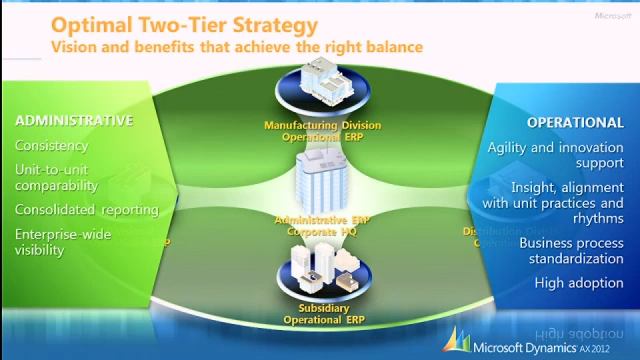 Optimal Two-Tier Strategy
Vision and benefits that achieve the right balance
Microsoft
ADMINISTRATIVE
Consistency
Unit-to-unit
comparability
Consolidated reporting
Enterprise-wide
visibility
Manufacturing Division
Operational ERP
Administrative ERP
Corporate HQ
Subsidiary
Operational ERP
OPERATIONAL
Agility and innovation
support
Insight, alignment
with unit practices and
rhythms
Business process
standardization
High adoption
Microsoft Dynamics AX 2012